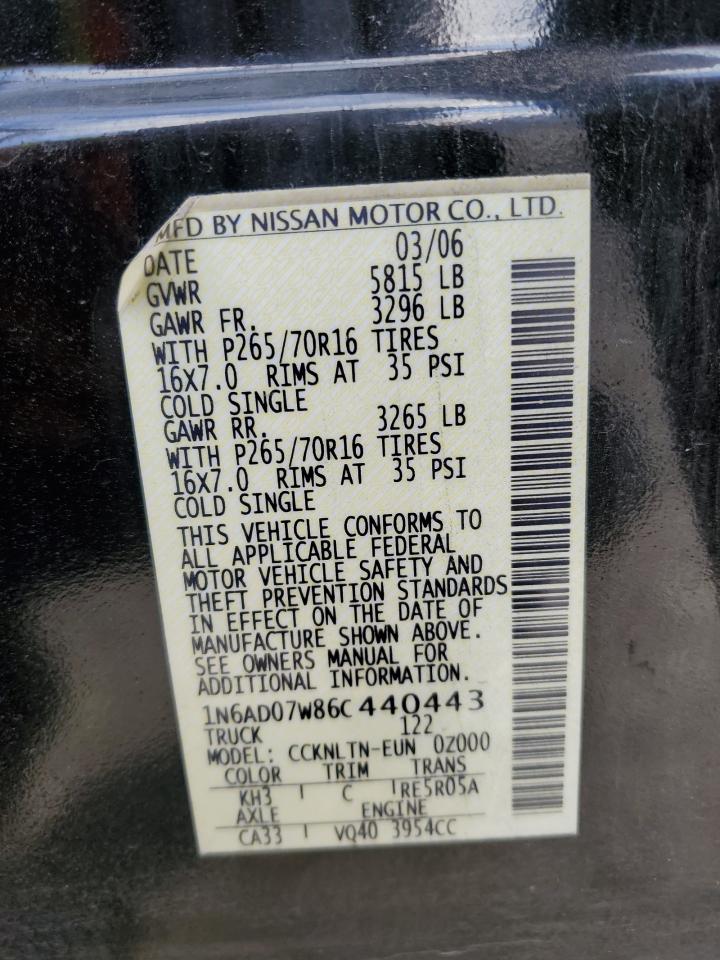 MFD BY NISSAN MOTOR CO., LTD.
DATE 03/06
GVWR 5815 LB
GAWR FR. 3296 LB
WITH P265/70R16 TIRES
16X7.0 RIMS AT 35 PSI
COLD SINGLE
GAWR RR. 3265 LB
WITH P265/70R16 TIRES
16X7.0 RIMS AT 35 PSI
COLD SINGLE
THIS VEHICLE CONFORMS TO
ALL APPLICABLE FEDERAL
MOTOR VEHICLE SAFETY AND
THEFT PREVENTION STANDARDS
IN EFFECT ON THE DATE OF
MANUFACTURE SHOWN ABOVE.
SEE OWNERS MANUAL FOR
ADDITIONAL INFORMATION.
1N6AD07W86C440443
TRUCK 122
MODEL: CCKNLTN-EUN 0Z000
COLOR TRIM TRANS
KH3 C RE5R05A
AXLE ENGINE
CA33 VQ40 3954CC